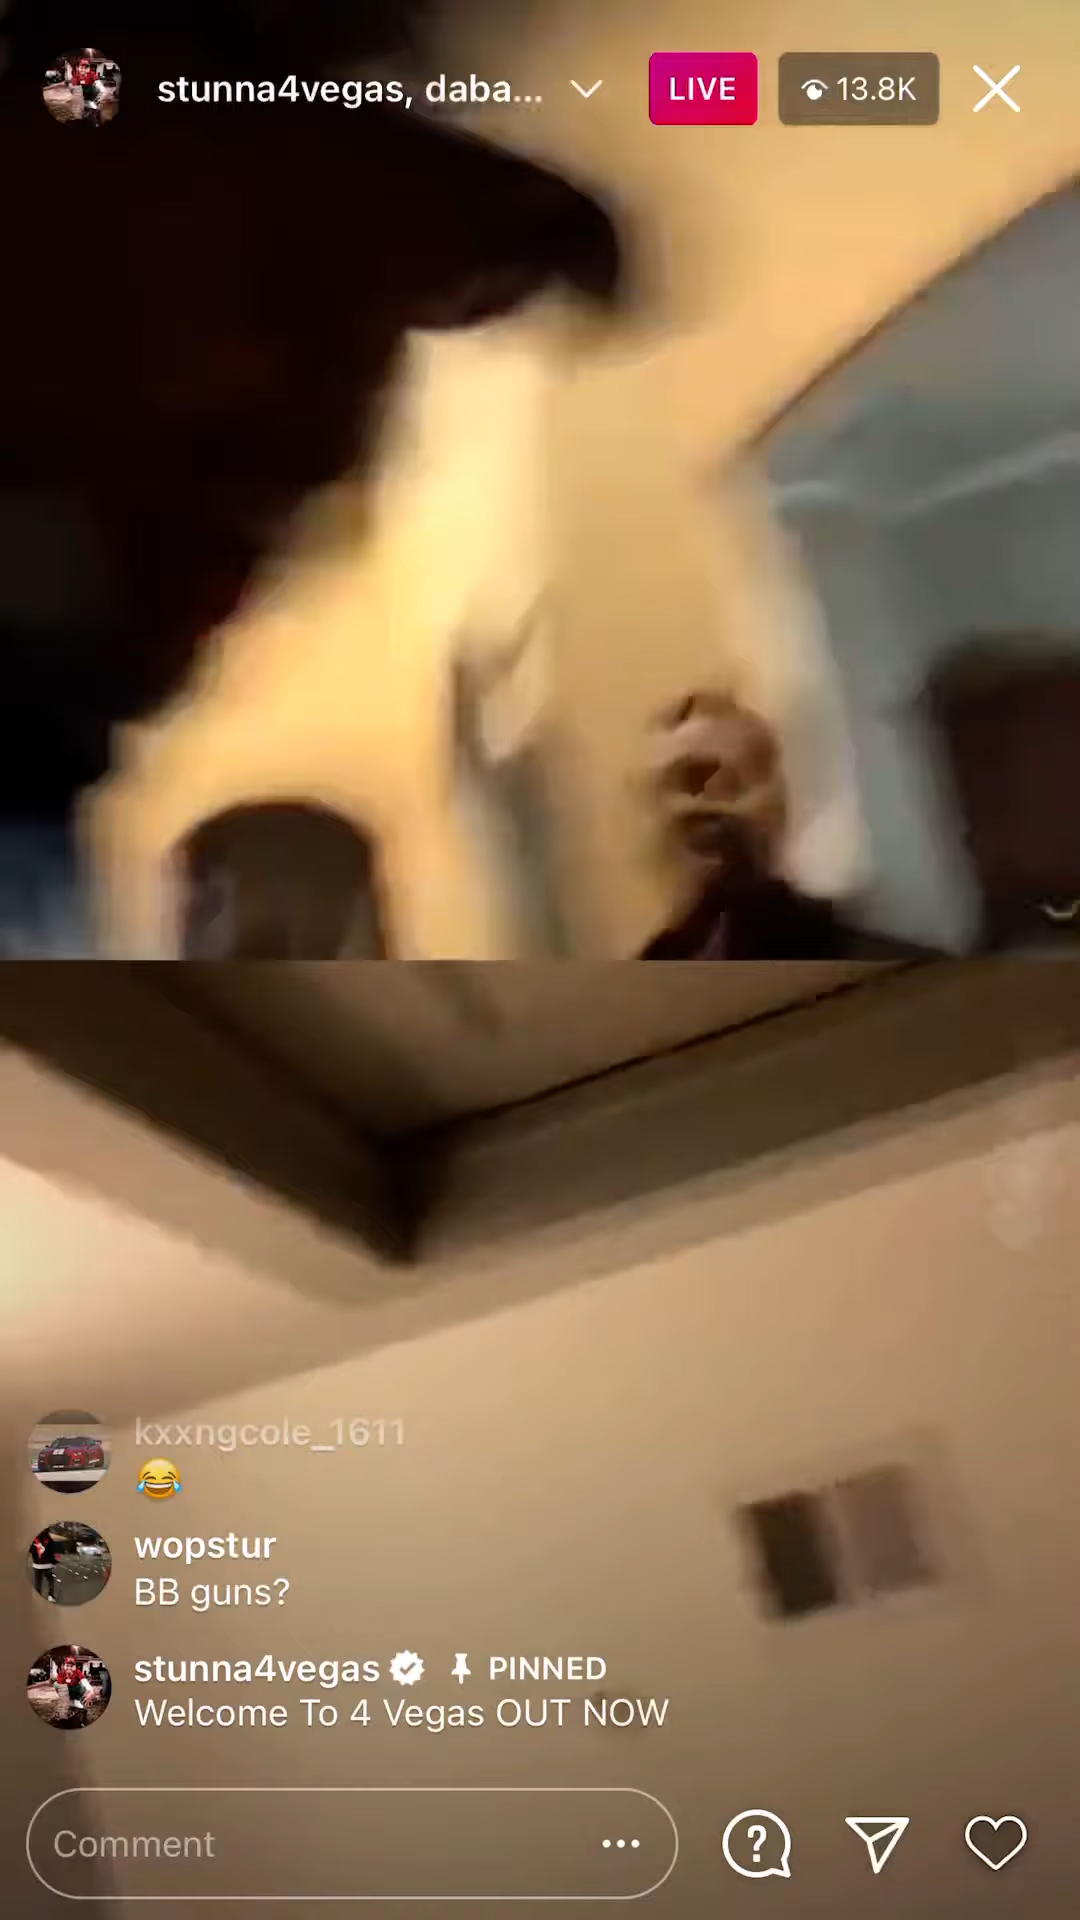 stunna4vegas, daba...
LIVE
13.8K
kxxngcole_1611
😂
wopstur
BB guns?
stunna4vegas PINNED
Welcome To 4 Vegas OUT NOW
Comment